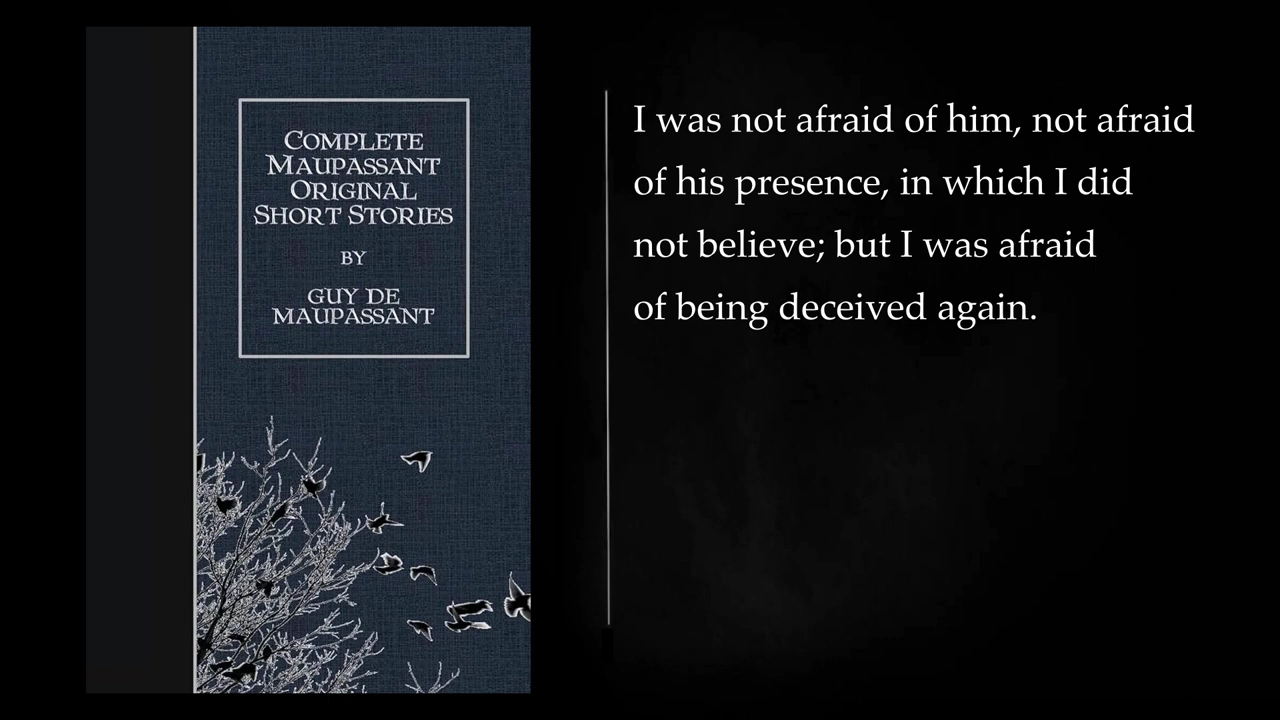 COMPLETE
MAUPASSANT
ORIGINAL
SHORT STORIES
BY
GUY DE
MAUPASSANT
I was not afraid of him, not afraid
of his presence, in which I did
not believe; but I was afraid
of being deceived again.